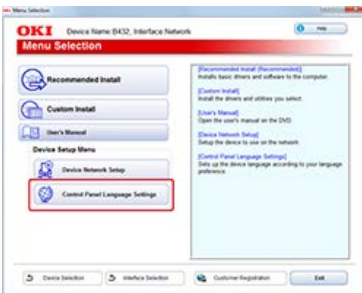 Menu Selection
OKI Device Name B432, Interface Network
Menu Selection
Recommended Install
Custom Install
User's Manual
Device Setup Menu
Device Network Setup
Control Panel Language Settings
[Recommended Install (Recommended)]
Installs basic drivers and software to the computer.
[Custom Install]
Install the drivers and utilities you select.
[User's Manual]
Open the user's manual on the DVD.
[Device Network Setup]
Setup the device to use on the network.
[Control Panel Language Settings]
Sets up the device language according to your language
preference.
Device Selection
Interface Selection
Customer Registration
Exit